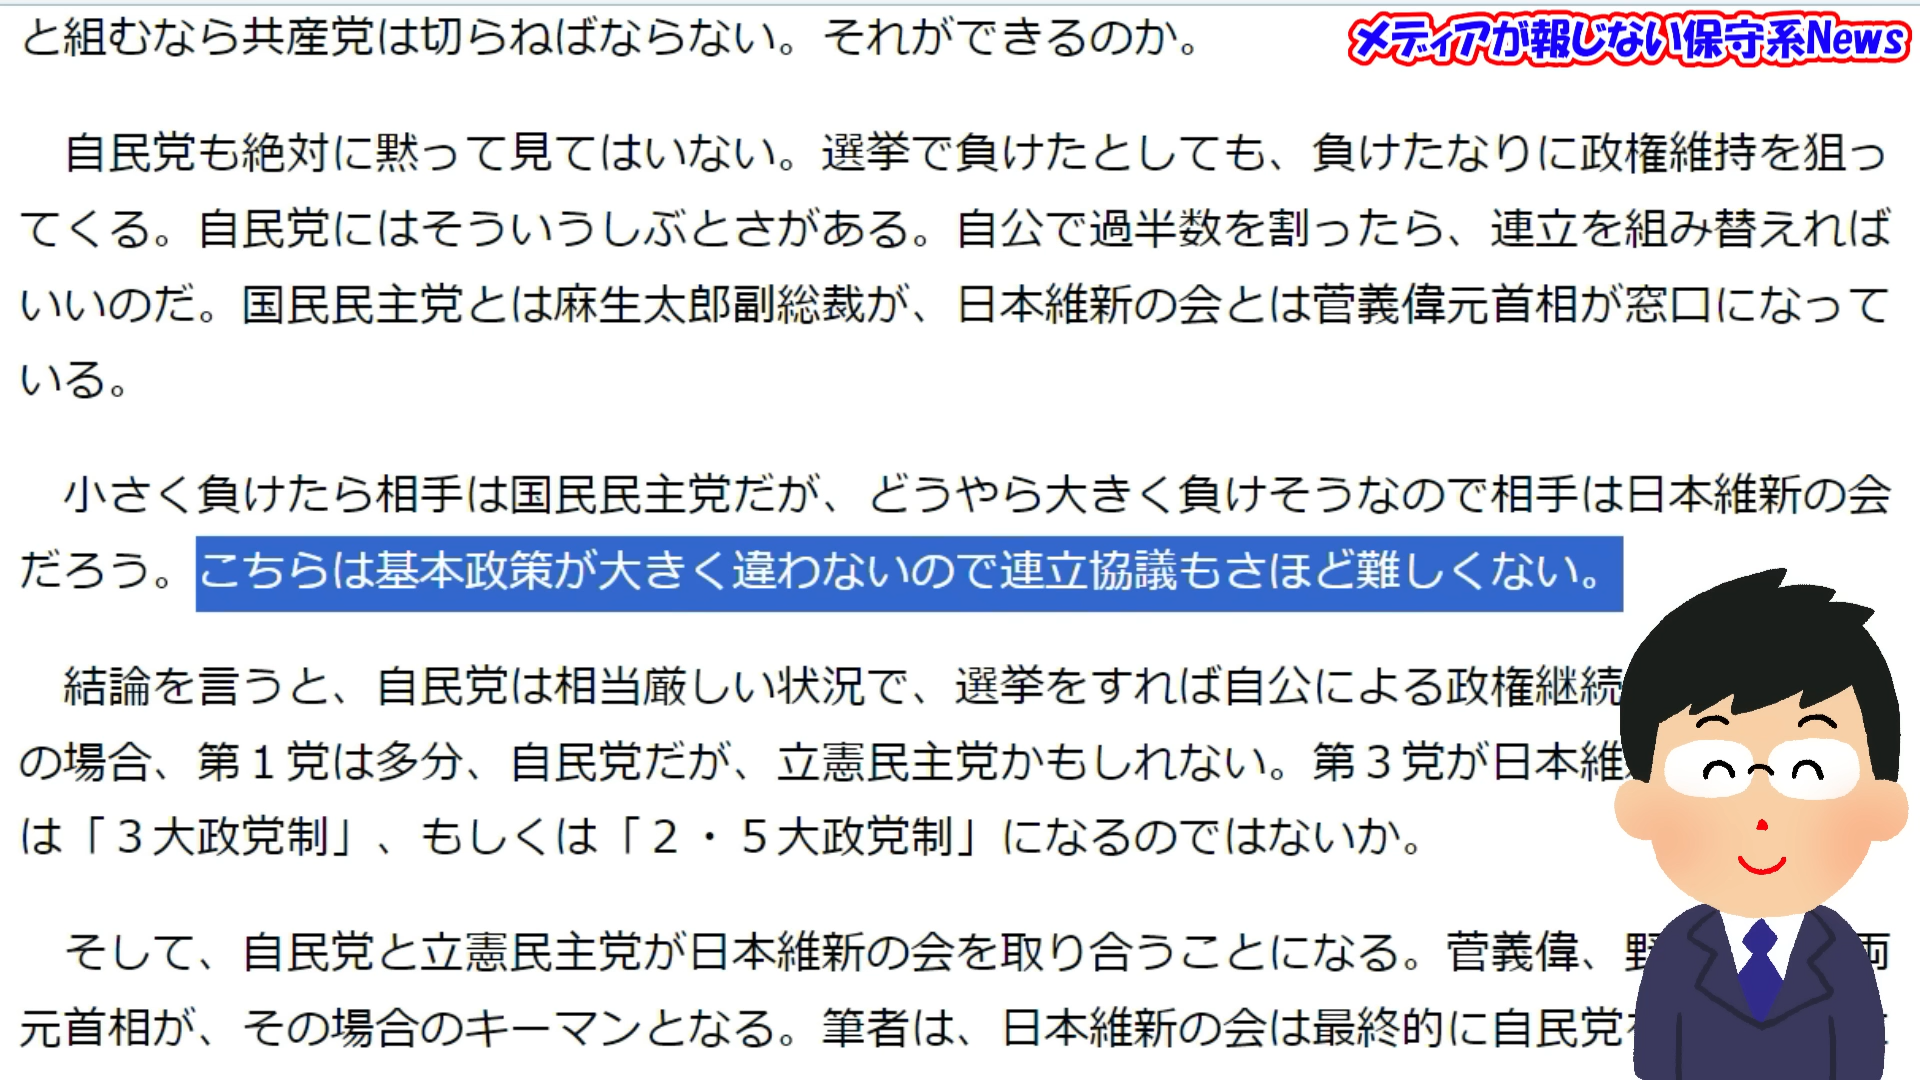 と組むなら共産党は切らねばならない。それができるのか。
メディアが報じない保守系News
自民党も絶対に黙って見てはいない。選挙で負けたとしても、負けたなりに政権維持を狙っ
てくる。自民党にはそういうしぶとさがある。自公で過半数を割ったら、連立を組み替えれば
いいのだ。国民民主党とは麻生太郎副総裁が、日本維新の会とは菅義偉元首相が窓口になって
いる。
小さく負けたら相手は国民民主党だが、どうやら大きく負けそうなので相手は日本維新の会
だろう。こちらは基本政策が大きく違わないので連立協議もさほど難しくない。
結論を言うと、自民党は相当厳しい状況で、選挙をすれば自公による政権継続
の場合、第１党は多分、自民党だが、立憲民主党かもしれない。第３党が日本維
は「３大政党制」、もしくは「２・５大政党制」になるのではないか。
そして、自民党と立憲民主党が日本維新の会を取り合うことになる。菅義偉、野 両
元首相が、その場合のキーマンとなる。筆者は、日本維新の会は最終的に自民党